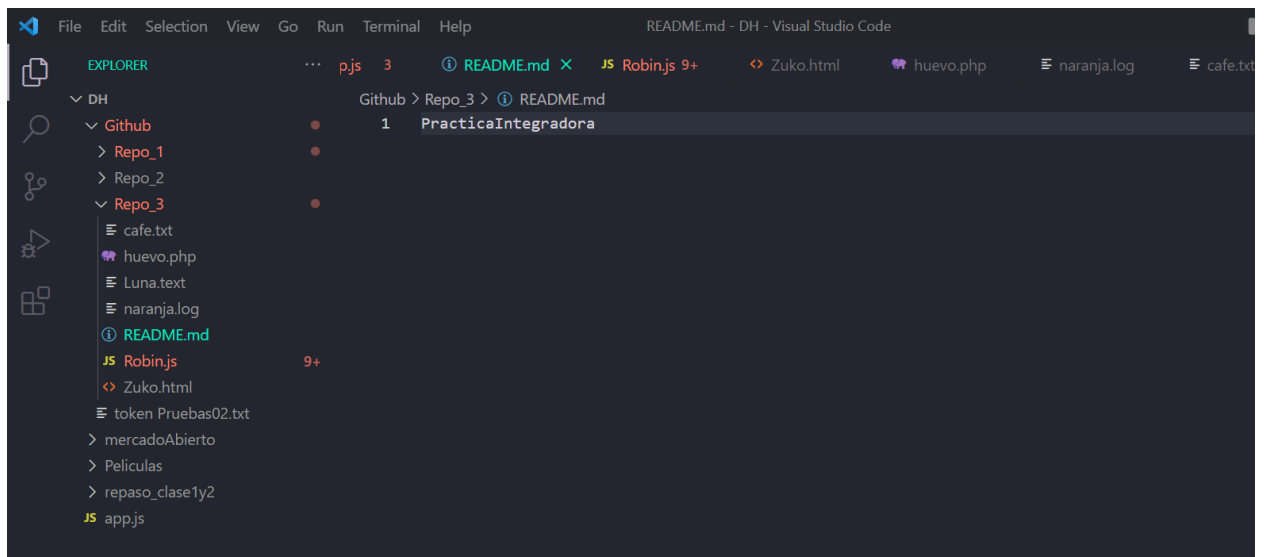 File Edit Selection View Go Run Terminal Help README.md - DH - Visual Studio Code
EXPLORER ... p.js 3 README.md × JS Robin.js 9+ <> Zuko.html huevo.php naranja.log cafe.txt
DH Github > Repo_3 > README.md
Github 1 PracticaIntegradora
Repo_1
Repo_2
Repo_3
cafe.txt
huevo.php
Luna.text
naranja.log
README.md
JS Robin.js 9+
<> Zuko.html
token Pruebas02.txt
mercadoAbierto
Peliculas
repaso_clase1y2
JS app.js